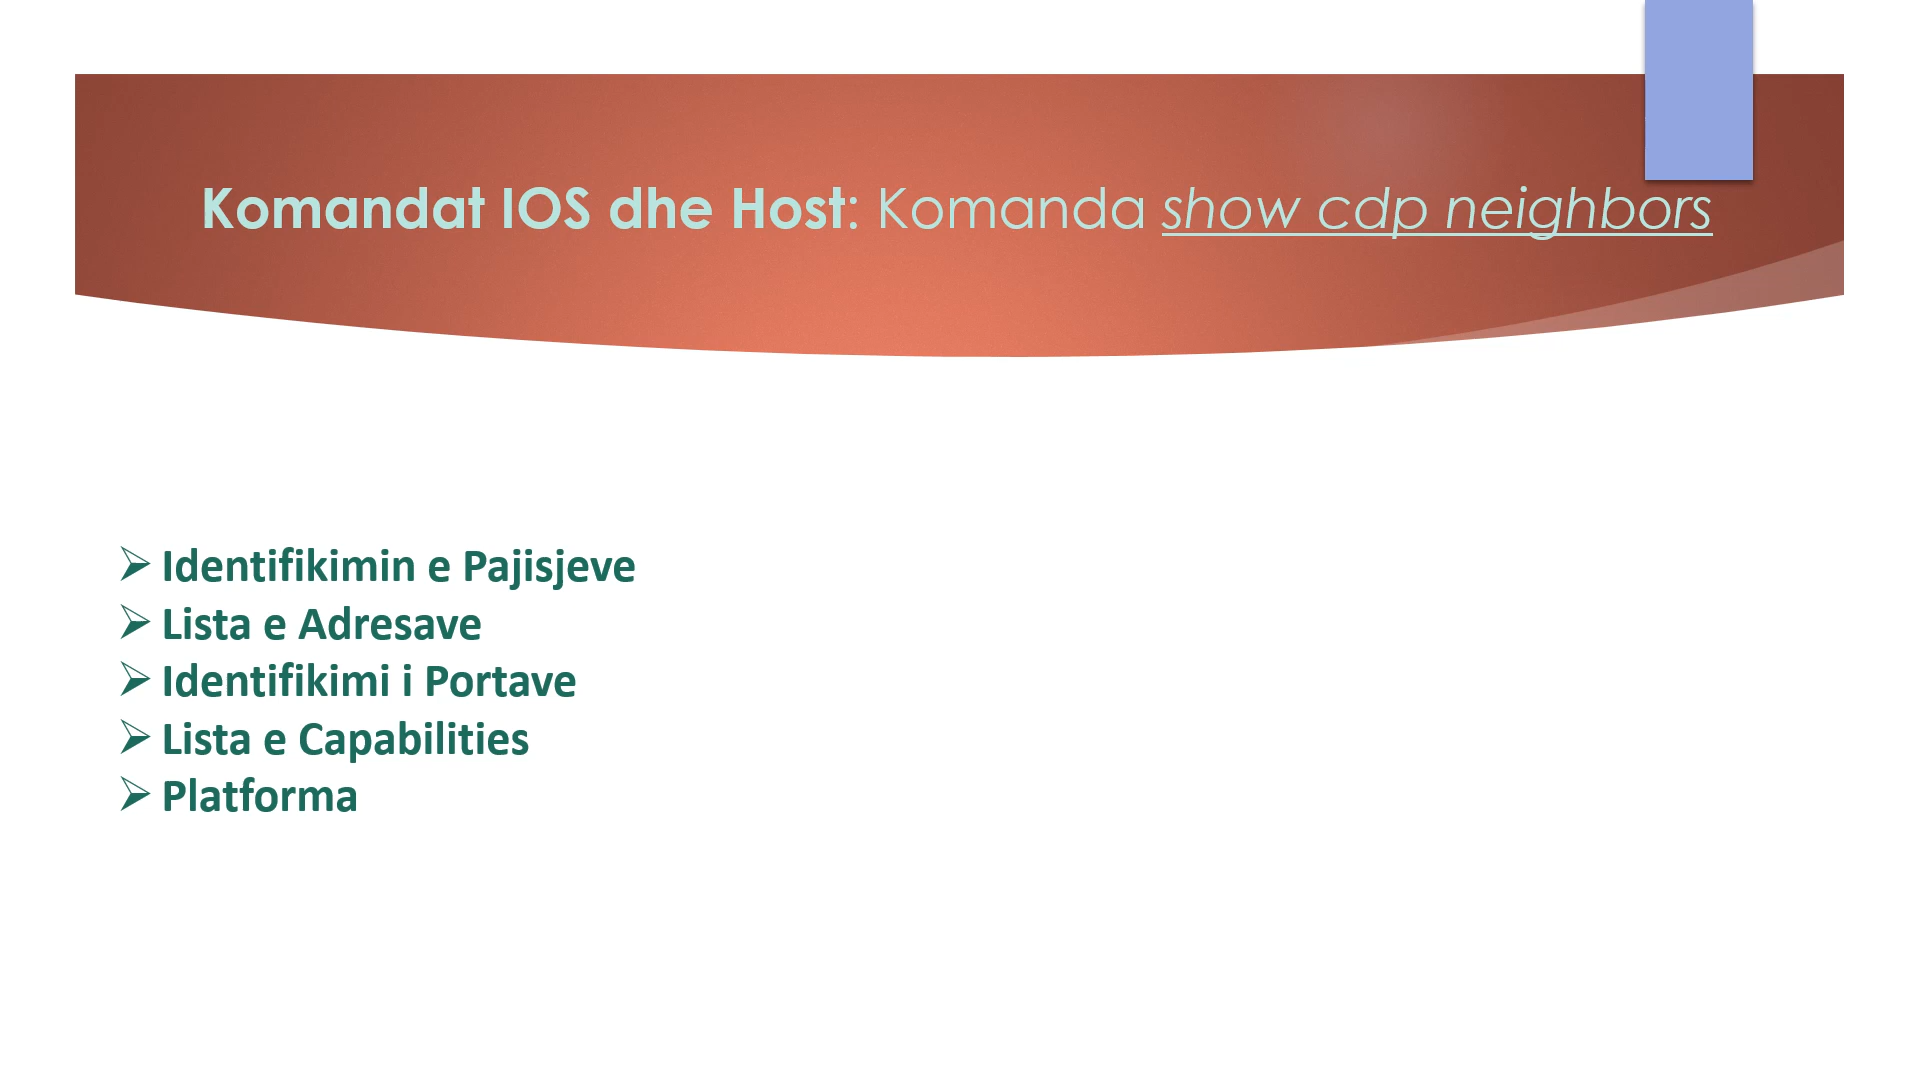 Komandat IOS dhe Host: Komanda show cdp neighbors
Identifikimin e Pajisjeve
Lista e Adresave
Identifikimi i Portave
Lista e Capabilities
Platforma